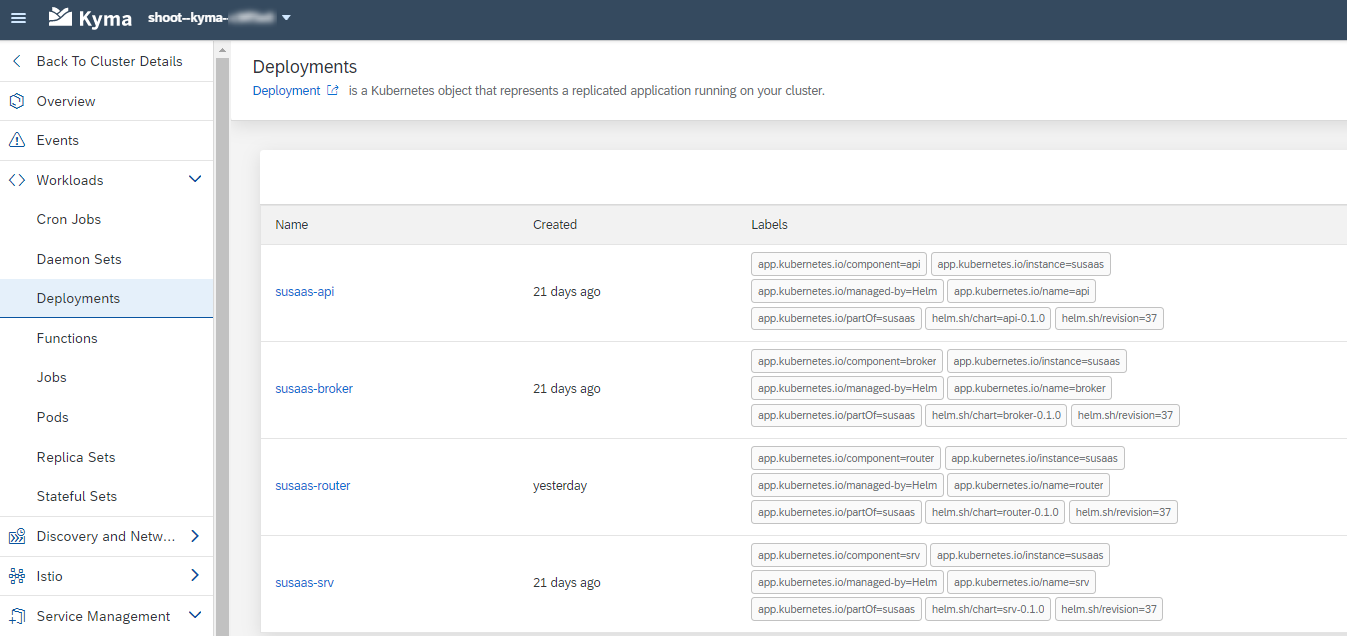 Kyma shoot--kyma-
Back To Cluster Details
Overview
Events
Workloads
Cron Jobs
Daemon Sets
Deployments
Functions
Jobs
Pods
Replica Sets
Stateful Sets
Discovery and Netw...
Istio
Service Management
Deployments
Deployment is a Kubernetes object that represents a replicated application running on your cluster.
Name Created Labels
susaas-api 21 days ago
app.kubernetes.io/component=api app.kubernetes.io/instance=susaas
app.kubernetes.io/managed-by=Helm app.kubernetes.io/name=api
app.kubernetes.io/partOf=susaas helm.sh/chart=api-0.1.0 helm.sh/revision=37
susaas-broker 21 days ago
app.kubernetes.io/component=broker app.kubernetes.io/instance=susaas
app.kubernetes.io/managed-by=Helm app.kubernetes.io/name=broker
app.kubernetes.io/partOf=susaas helm.sh/chart=broker-0.1.0 helm.sh/revision=37
susaas-router yesterday
app.kubernetes.io/component=router app.kubernetes.io/instance=susaas
app.kubernetes.io/managed-by=Helm app.kubernetes.io/name=router
app.kubernetes.io/partOf=susaas helm.sh/chart=router-0.1.0 helm.sh/revision=37
susaas-srv 21 days ago
app.kubernetes.io/component=srv app.kubernetes.io/instance=susaas
app.kubernetes.io/managed-by=Helm app.kubernetes.io/name=srv
app.kubernetes.io/partOf=susaas helm.sh/chart=srv-0.1.0 helm.sh/revision=37